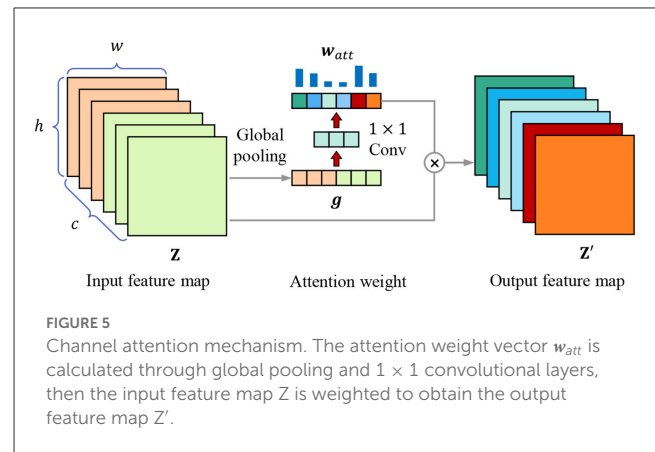 w
h
c
Z
Input feature map
Global
pooling
w_att
1 × 1
Conv
g
Attention weight
×
Z′
Output feature map
FIGURE 5
Channel attention mechanism. The attention weight vector w_att is
calculated through global pooling and 1 × 1 convolutional layers,
then the input feature map Z is weighted to obtain the output
feature map Z′.